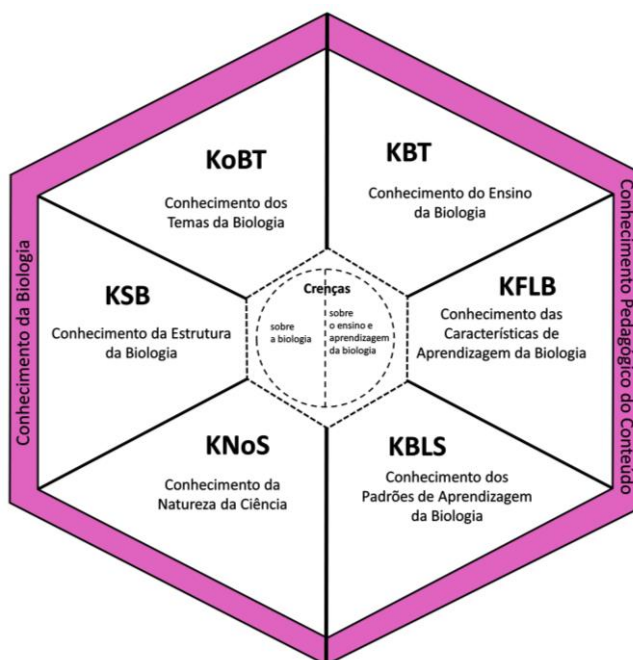 KoBT
Conhecimento dos
Temas da Biologia
KBT
Conhecimento do Ensino
da Biologia
KSB
Conhecimento da Estrutura
da Biologia
Crenças
sobre
a biologia
sobre
o ensino e
aprendizagem
da biologia
KFLB
Conhecimento das
Características de
Aprendizagem da Biologia
KNoS
Conhecimento da
Natureza da Ciência
KBLS
Conhecimento dos
Padrões de Aprendizagem
da Biologia
Conhecimento da Biologia
Conhecimento Pedagógico do Conteúdo